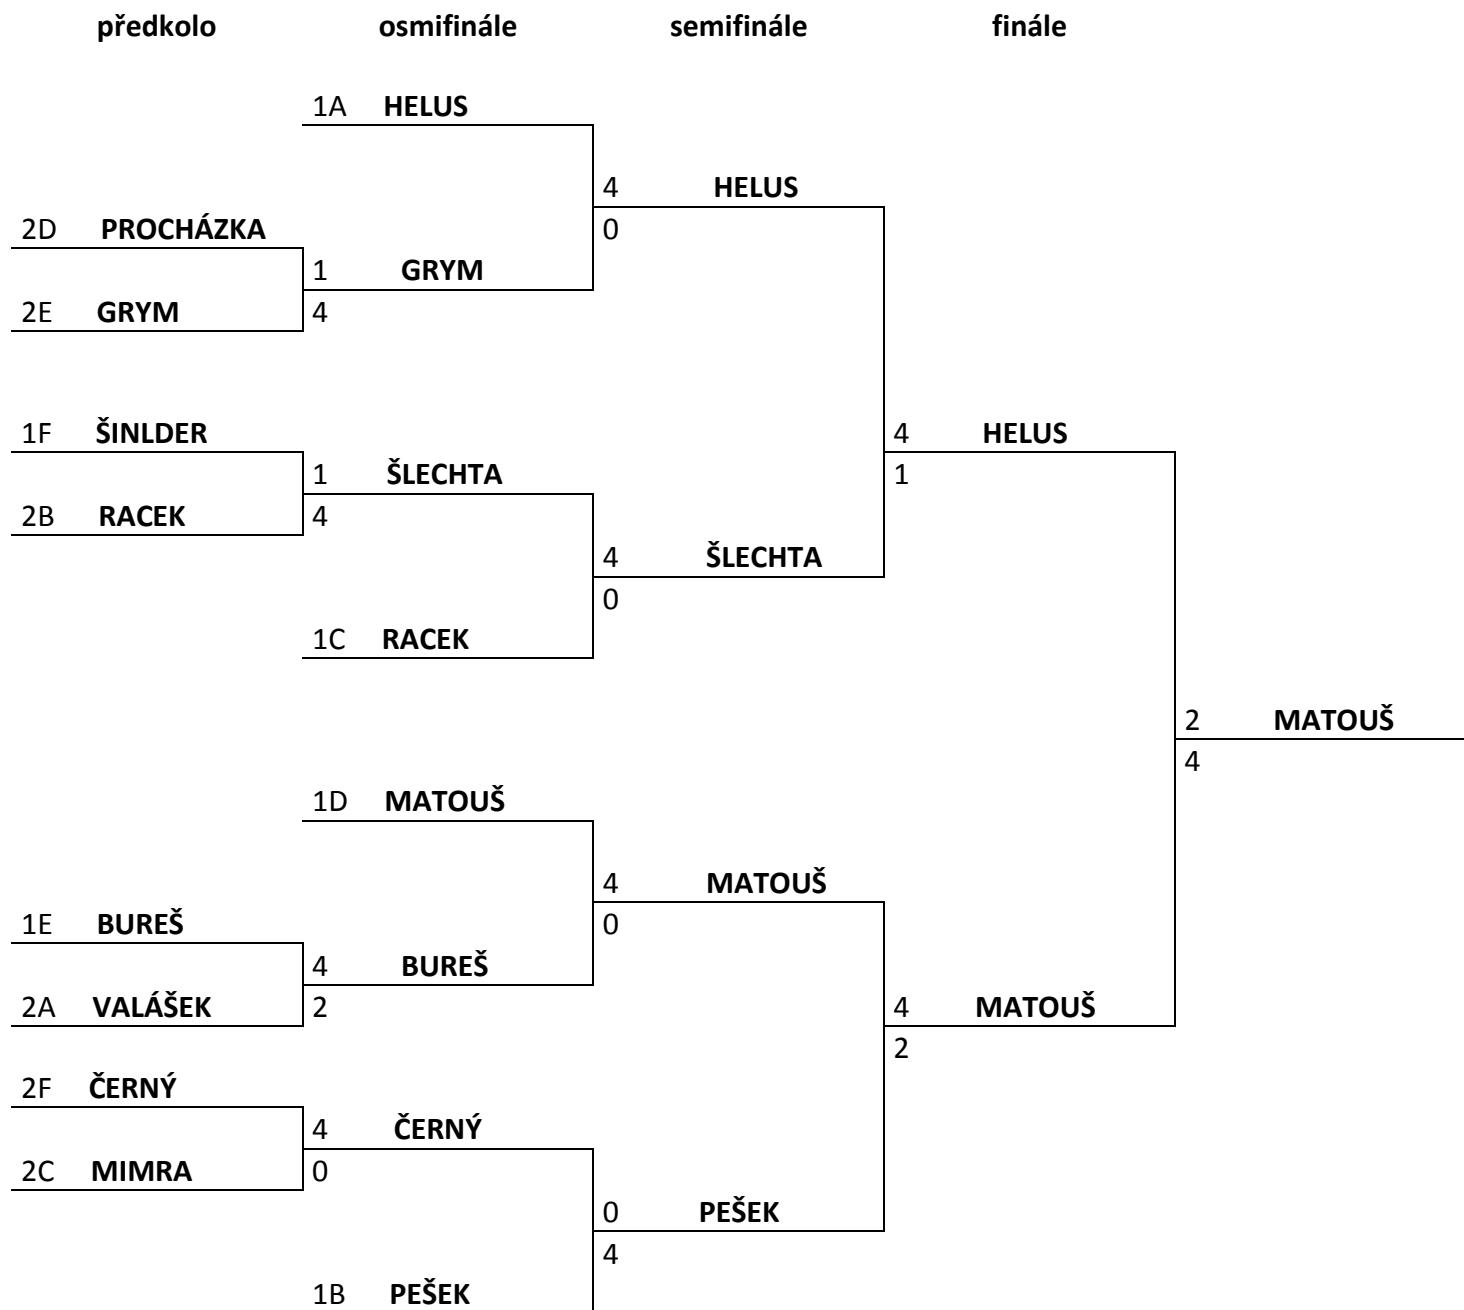 předkolo osmifinále semifinále finále
1A HELUS
4 HELUS
2D PROCHÁZKA 0
1 GRYM
2E GRYM 4
1F ŠINLDER 4 HELUS
1 ŠLECHTA 1
2B RACEK 4
4 ŠLECHTA
0
1C RACEK
2 MATOUŠ
4
1D MATOUŠ
4 MATOUŠ
1E BUREŠ 0
4 BUREŠ
2A VALÁŠEK 2 4 MATOUŠ
2
2F ČERNÝ
4 ČERNÝ
2C MIMRA 0
0 PEŠEK
4
1B PEŠEK